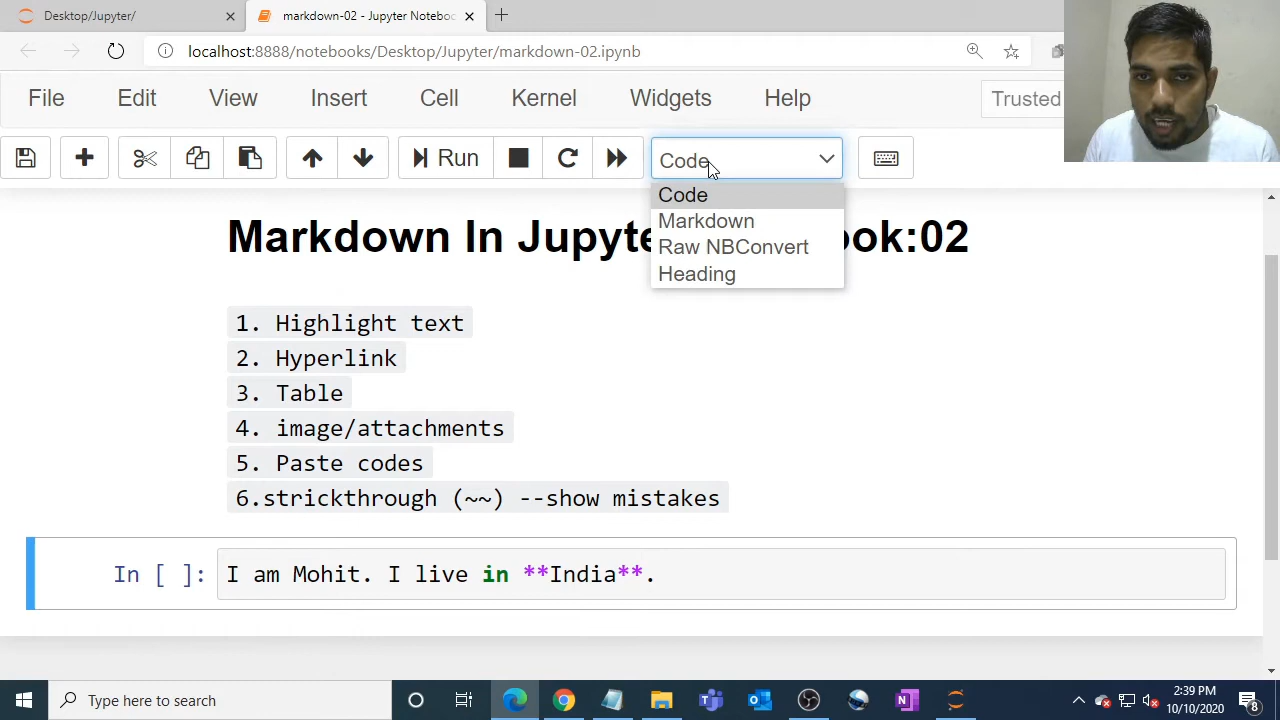 Desktop/Jupyter/
markdown-02 - Jupyter Noteboo
localhost:8888/notebooks/Desktop/Jupyter/markdown-02.ipynb
File Edit View Insert Cell Kernel Widgets Help Trusted
Run Code
Code
Markdown
Raw NBConvert
Heading
Markdown In Jupyte ook:02
1. Highlight text
2. Hyperlink
3. Table
4. image/attachments
5. Paste codes
6.strickthrough (~~) --show mistakes
In [ ]: I am Mohit. I live in **India**.
Type here to search
2:39 PM
10/10/2020
8